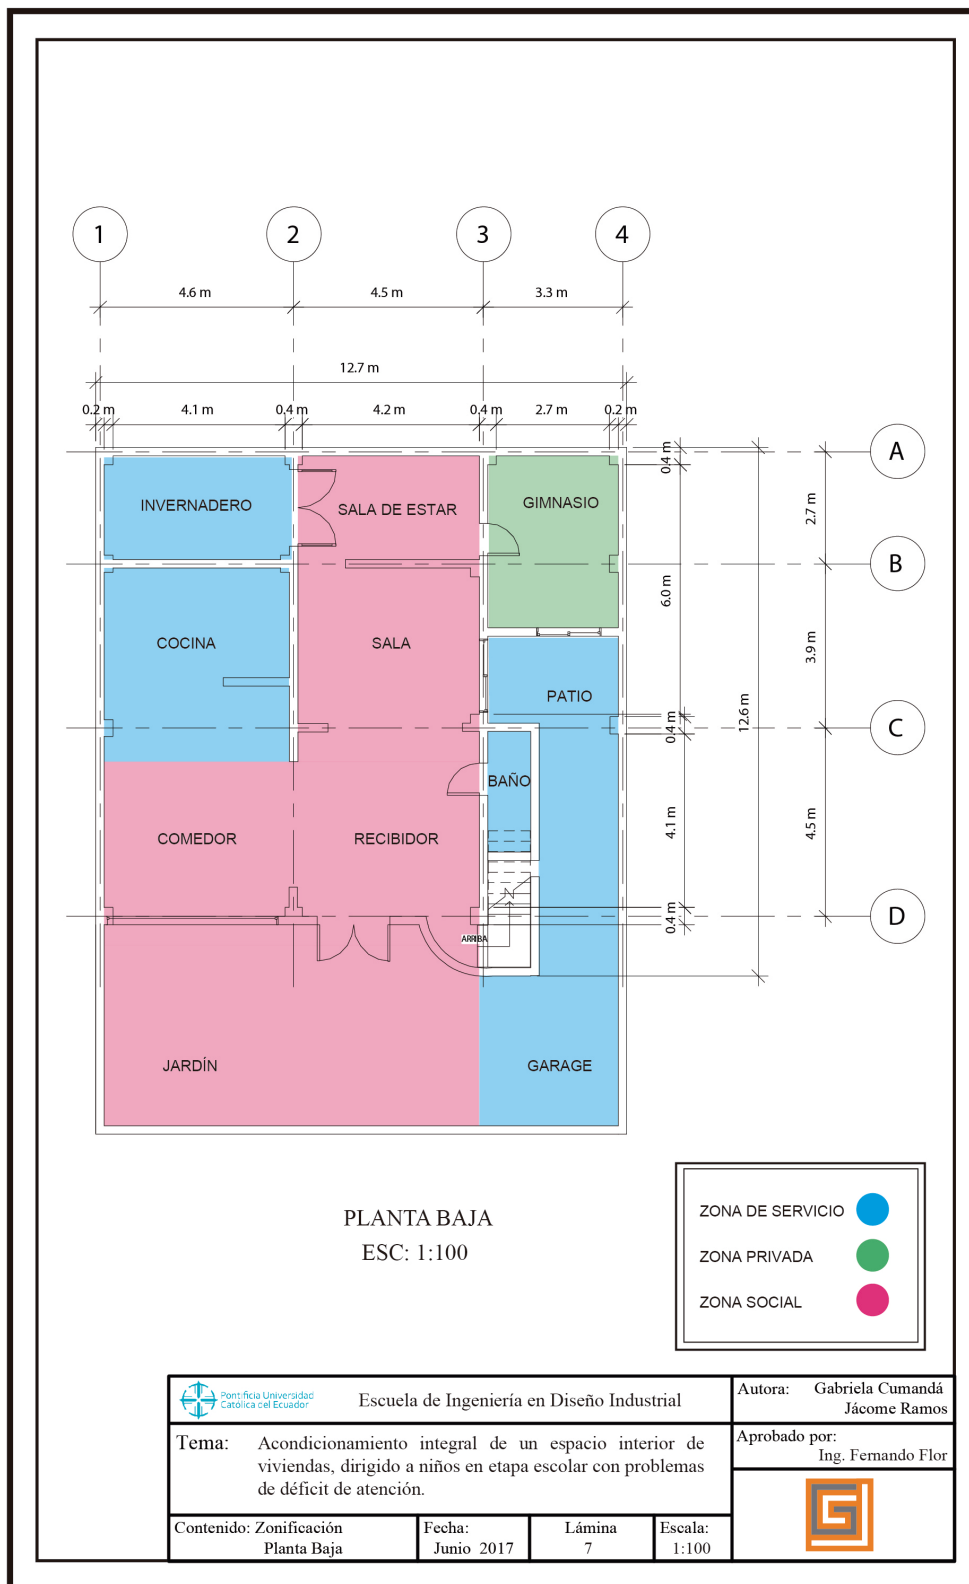 1
2
3
4
4.6 m
4.5 m
3.3 m
12.7 m
0.2 m
4.1 m
0.4 m
4.2 m
0.4 m
2.7 m
0.2 m
A
B
C
D
0.4 m
6.0 m
0.4 m
4.1 m
0.4 m
12.6 m
2.7 m
3.9 m
4.5 m
INVERNADERO
SALA DE ESTAR
GIMNASIO
COCINA
SALA
PATIO
BAÑO
COMEDOR
RECIBIDOR
ARRIBA
N
JARDÍN
GARAGE
PLANTA BAJA
ESC: 1:100
ZONA DE SERVICIO
ZONA PRIVADA
ZONA SOCIAL
Pontificia Universidad
Católica del Ecuador
Escuela de Ingeniería en Diseño Industrial
Autora: Gabriela Cumandá
Jácome Ramos
Tema: Acondicionamiento integral de un espacio interior de
viviendas, dirigido a niños en etapa escolar con problemas
de déficit de atención.
Aprobado por:
Ing. Fernando Flor
Contenido: Zonificación
Planta Baja
Fecha:
Junio 2017
Lámina
7
Escala:
1:100